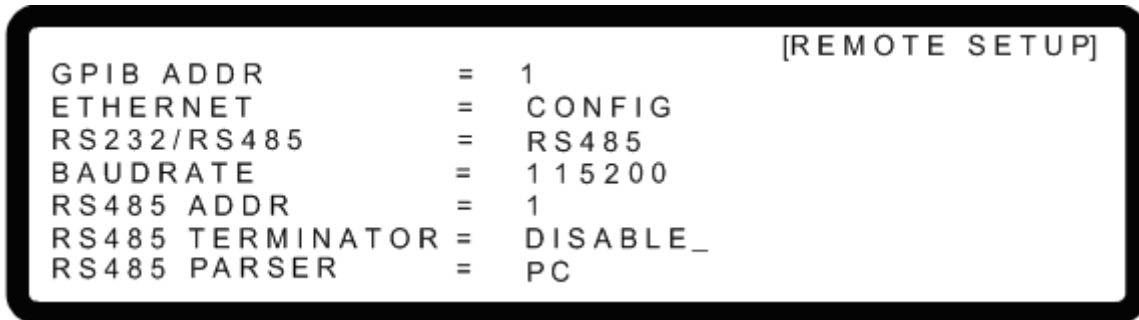 [REMOTE SETUP]
GPIB ADDR = 1
ETHERNET = CONFIG
RS232/RS485 = RS485
BAUDRATE = 115200
RS485 ADDR = 1
RS485 TERMINATOR = DISABLE_
RS485 PARSER = PC